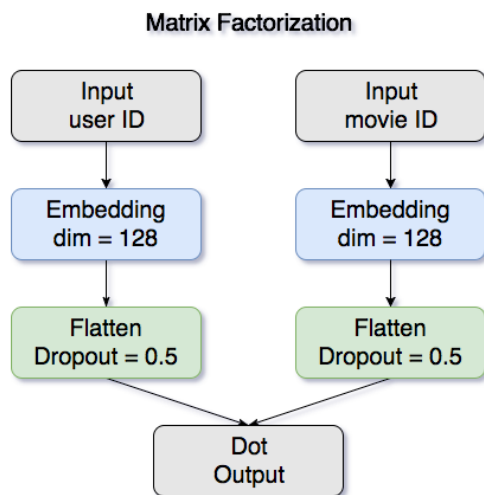 Matrix Factorization
Input
user ID
Input
movie ID
Embedding
dim = 128
Embedding
dim = 128
Flatten
Dropout = 0.5
Flatten
Dropout = 0.5
Dot
Output